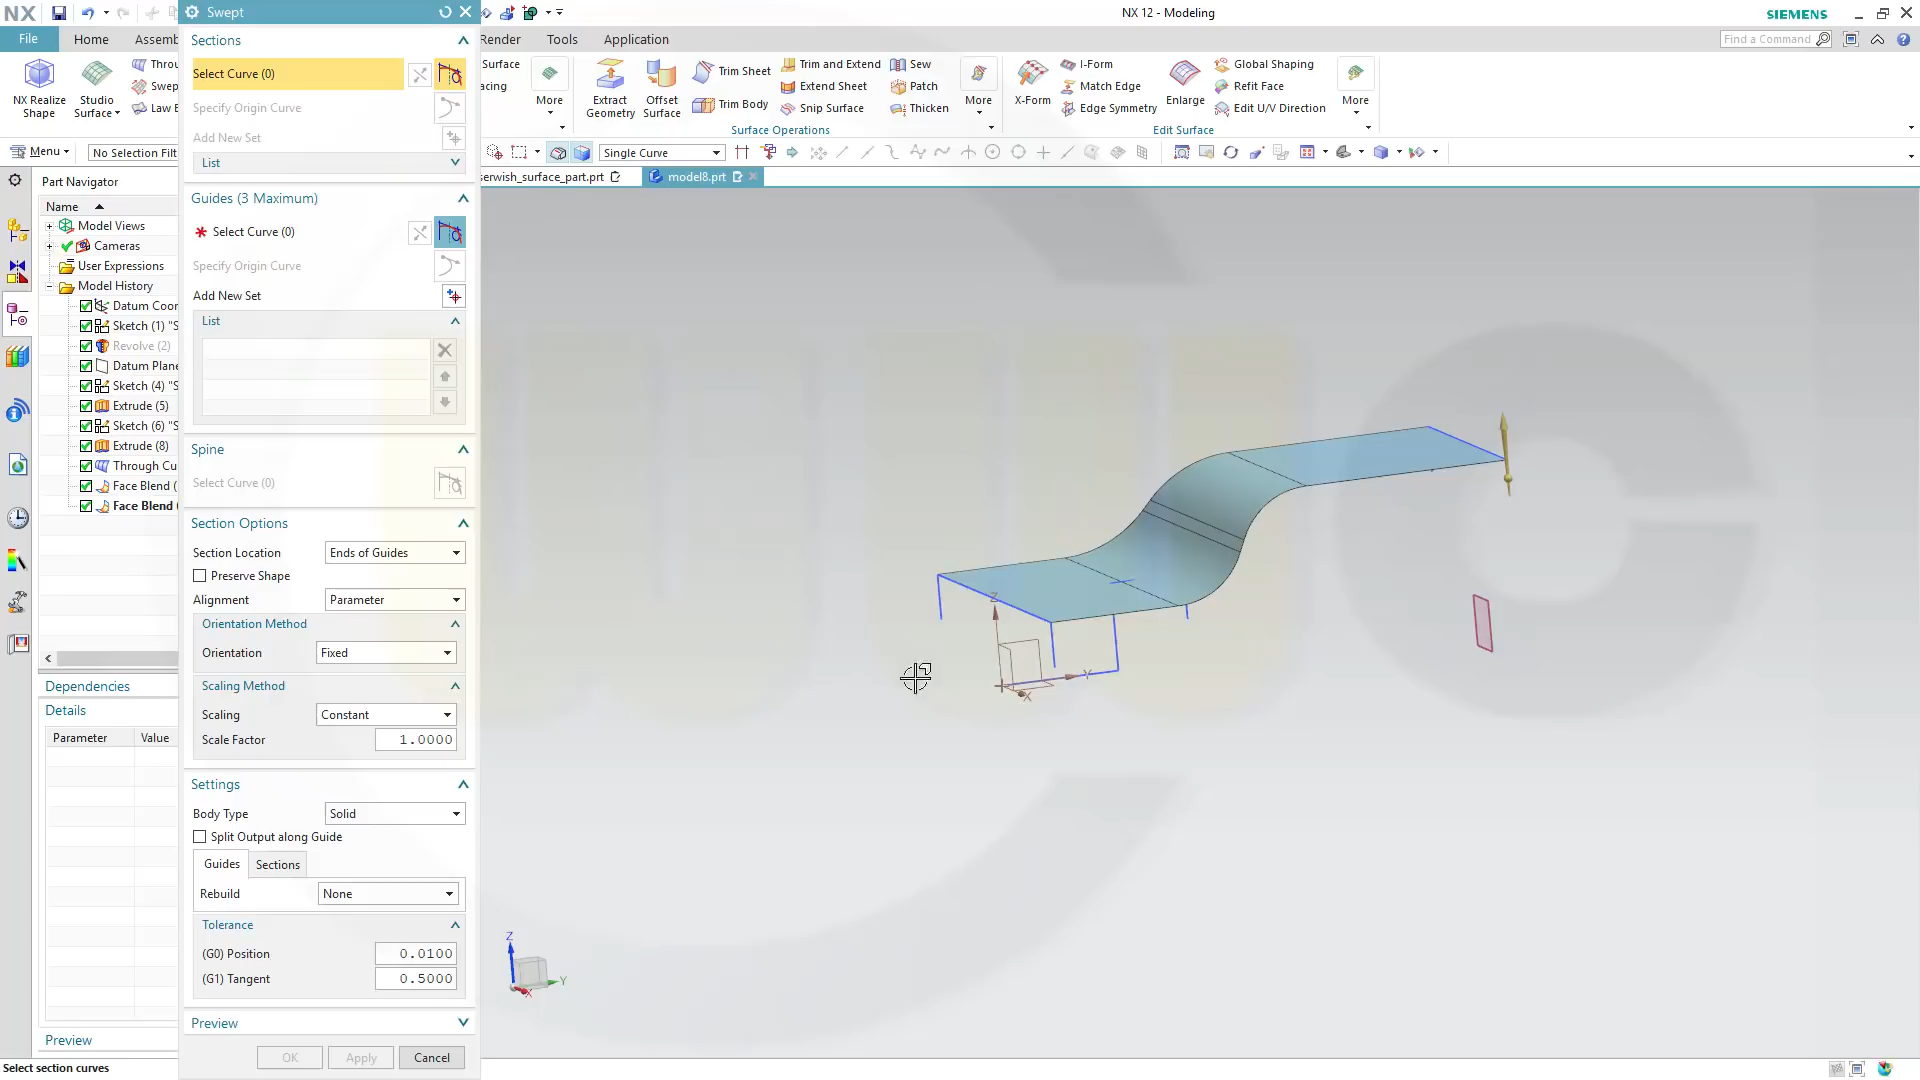 NX
Swept
NX 12 - Modeling
SIEMENS
File
Home
Assemb
Render
Tools
Application
Find a Command
NX Realize
Shape
Studio
Surface
Throu
Swep
Law B
Surface
acing
More
Extract
Geometry
Offset
Surface
Trim Sheet
Trim Body
Trim and Extend
Extend Sheet
Snip Surface
Sew
Patch
Thicken
More
Surface Operations
X-Form
I-Form
Match Edge
Edge Symmetry
Enlarge
Global Shaping
Refit Face
Edit U/V Direction
More
Edit Surface
Menu
No Selection Filt
Single Curve
serwish_surface_part.prt
model8.prt
Part Navigator
Name
Model Views
Cameras
User Expressions
Model History
Datum Coor
Sketch (1) "S
Revolve (2)
Datum Plane
Sketch (4) "S
Extrude (5)
Sketch (6) "S
Extrude (8)
Through Cu
Face Blend (
Face Blend (
Dependencies
Details
Parameter
Value
Preview
Sections
Select Curve (0)
Specify Origin Curve
Add New Set
List
Guides (3 Maximum)
* Select Curve (0)
Specify Origin Curve
Add New Set
List
Spine
Select Curve (0)
Section Options
Section Location
Ends of Guides
Preserve Shape
Alignment
Parameter
Orientation Method
Orientation
Fixed
Scaling Method
Scaling
Constant
Scale Factor
1.0000
Settings
Body Type
Solid
Split Output along Guide
Guides
Sections
Rebuild
None
Tolerance
(G0) Position
0.0100
(G1) Tangent
0.5000
Preview
OK
Apply
Cancel
Z
Y
X
Z
Y
X
Select section curves